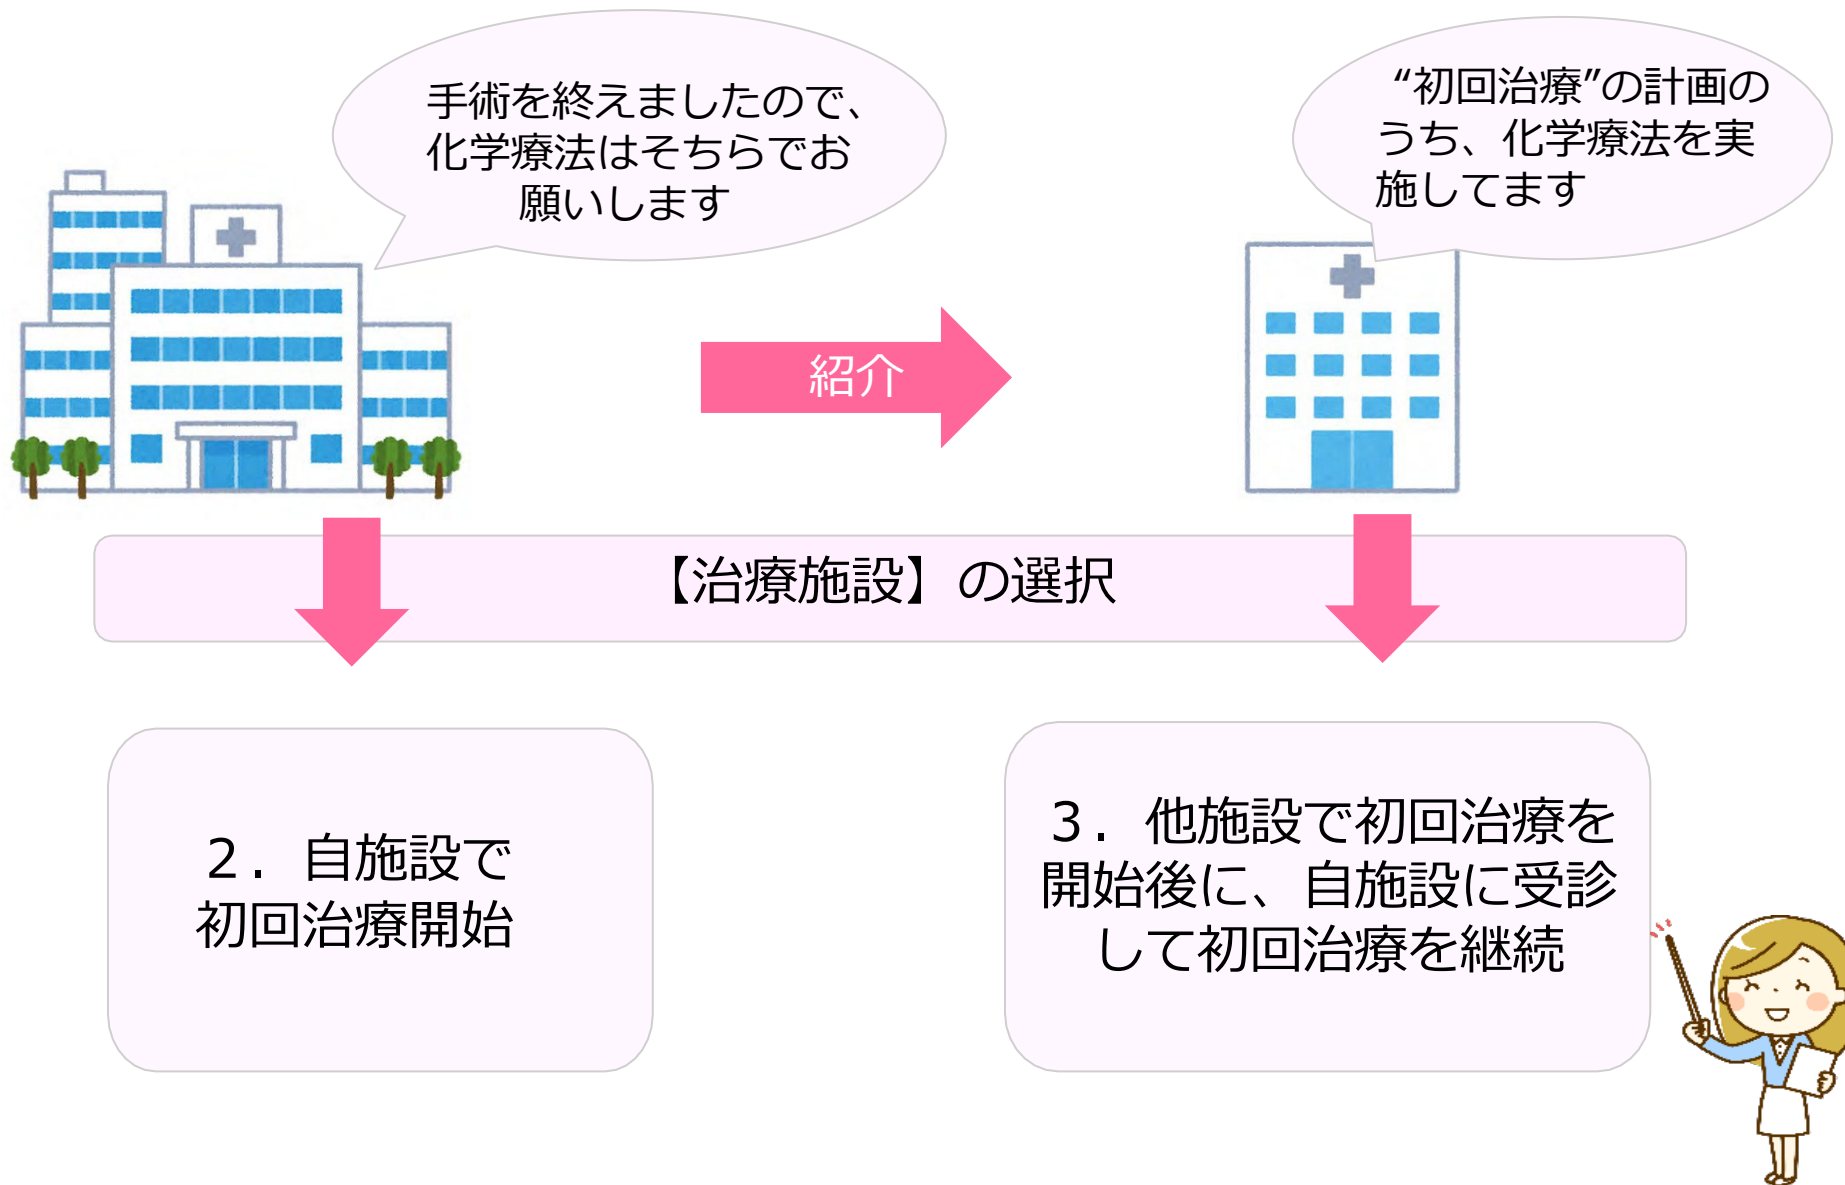 手術を終えましたので、
化学療法はそちらでお
願いします
“初回治療”の計画の
うち、化学療法を実
施してます
紹介
【治療施設】の選択
２．自施設で
初回治療開始
３．他施設で初回治療を
開始後に、自施設に受診
して初回治療を継続